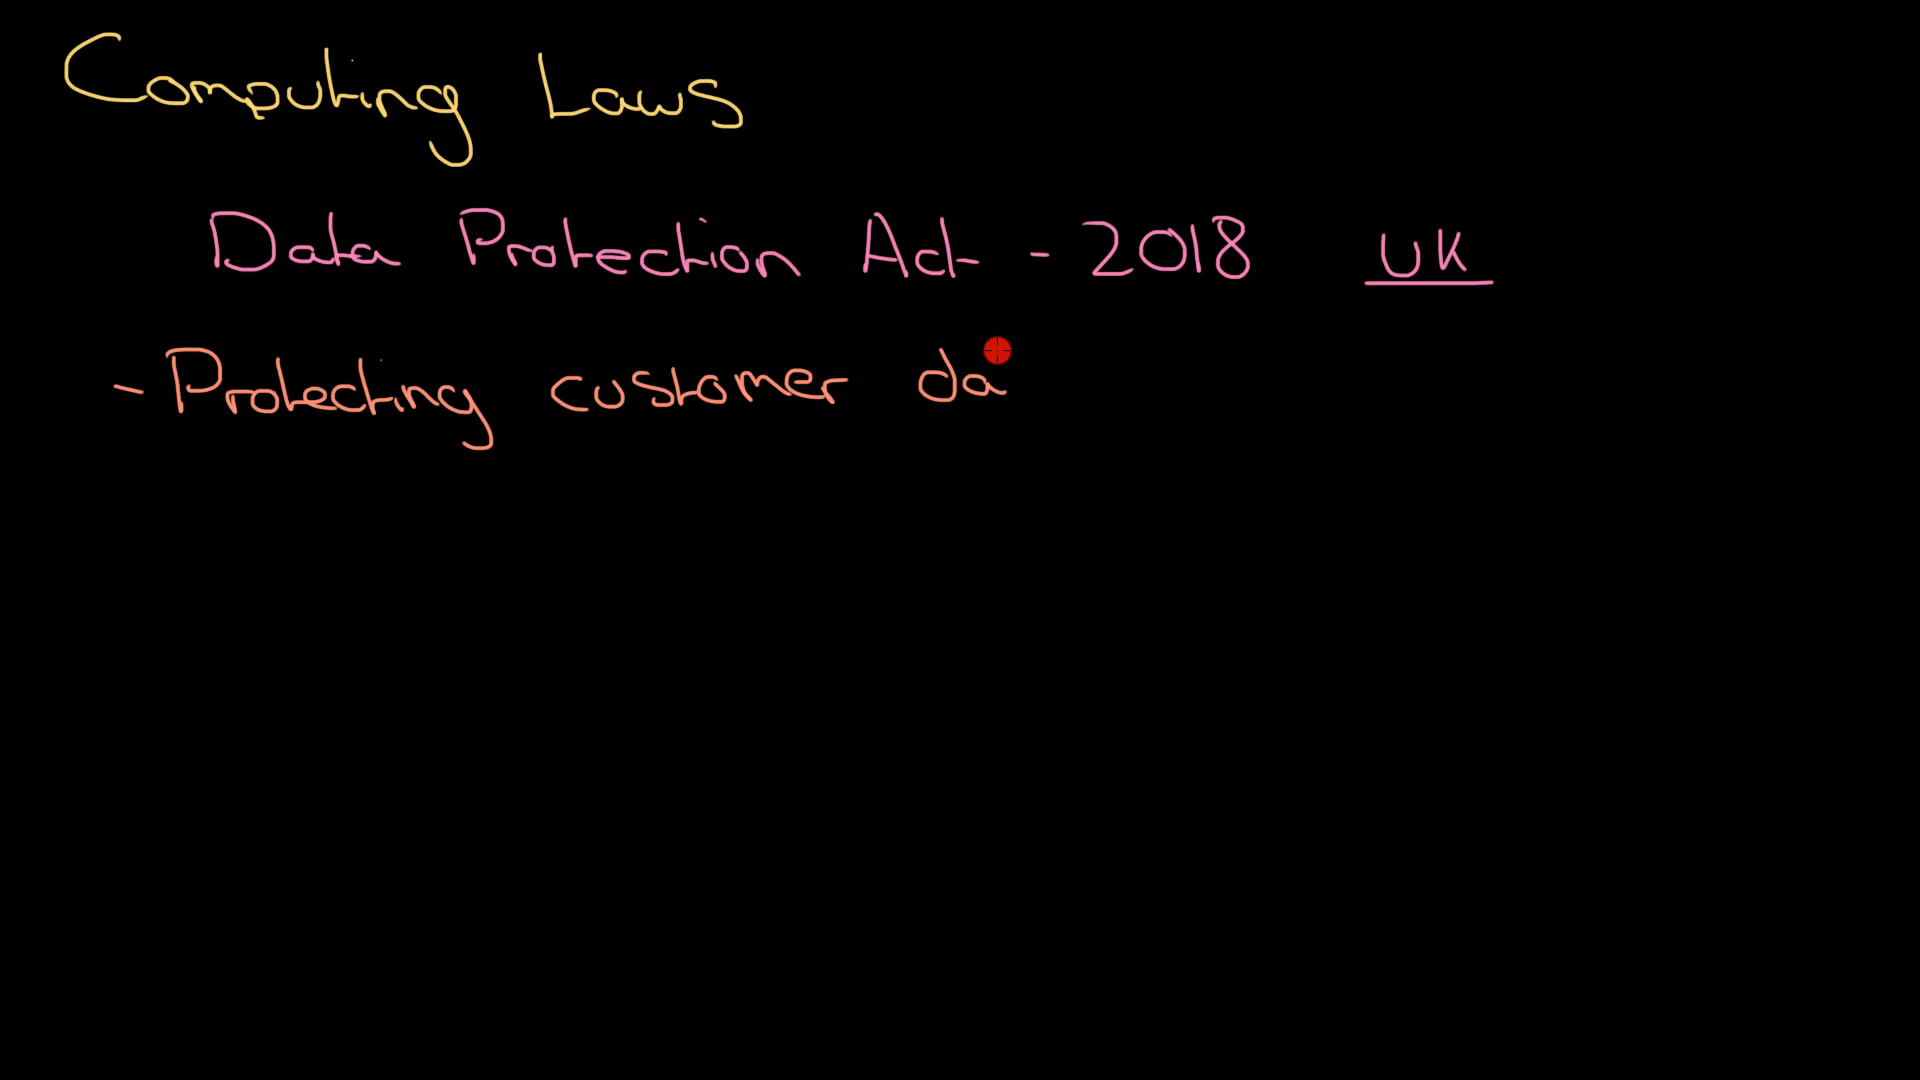 Computing Laws
Data Protection Act - 2018 UK
- Protecting customer da